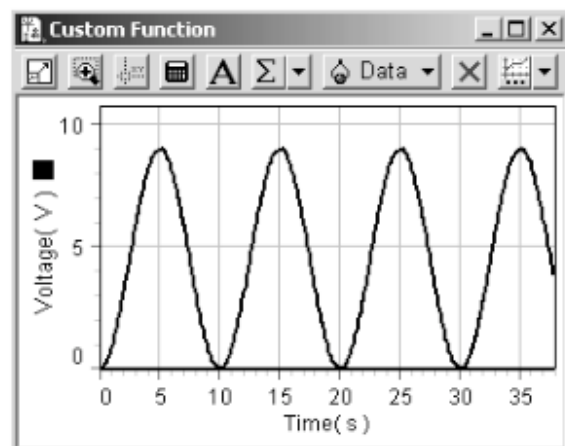 Custom Function
A Σ Data
10
5
0
Voltage( V )
0 5 10 15 20 25 30 35
Time( s )